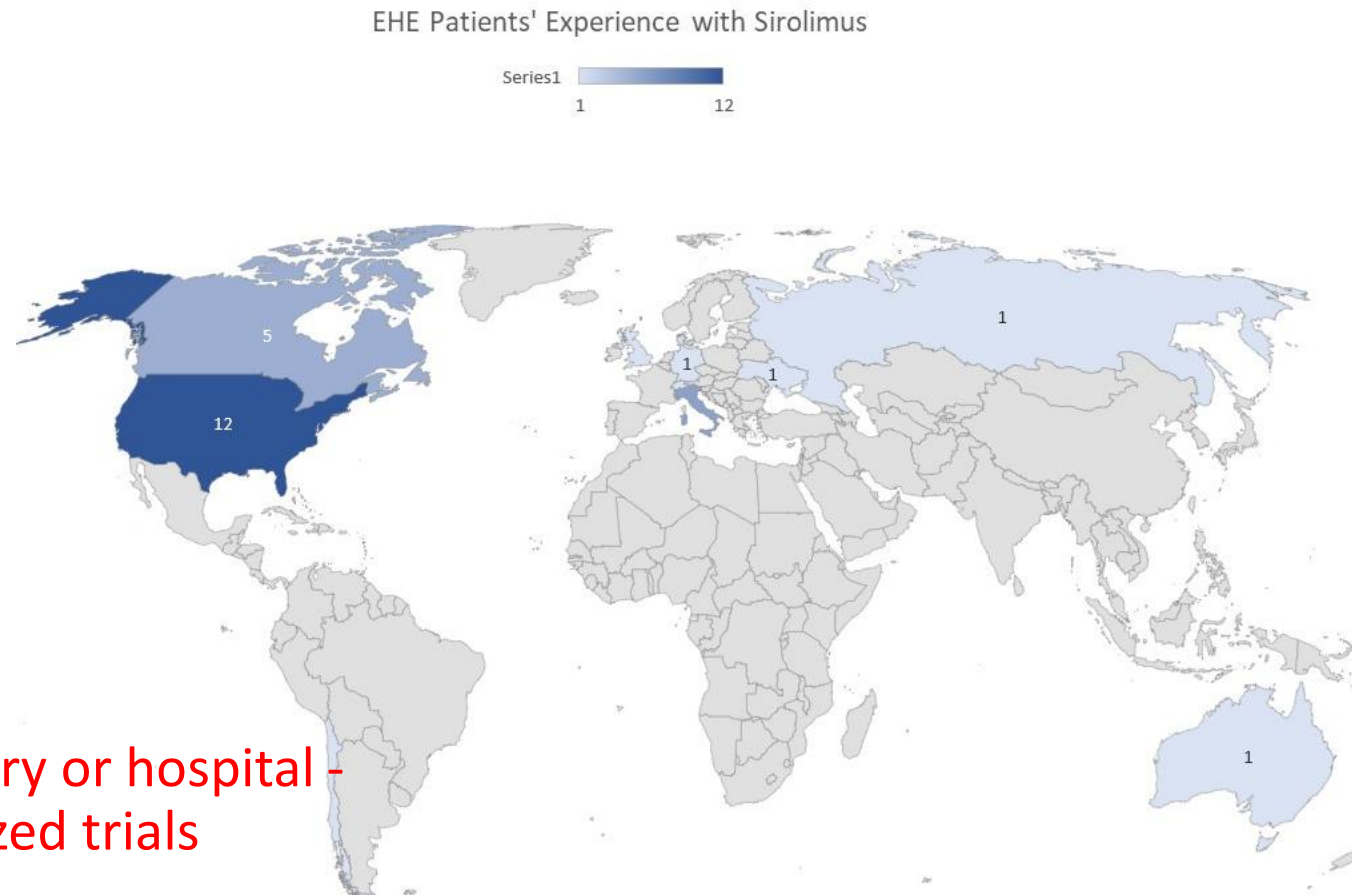 EHE Patients' Experience with Sirolimus
Series1
1 12
5
1
1
1
12
1
ry or hospital -
zed trials